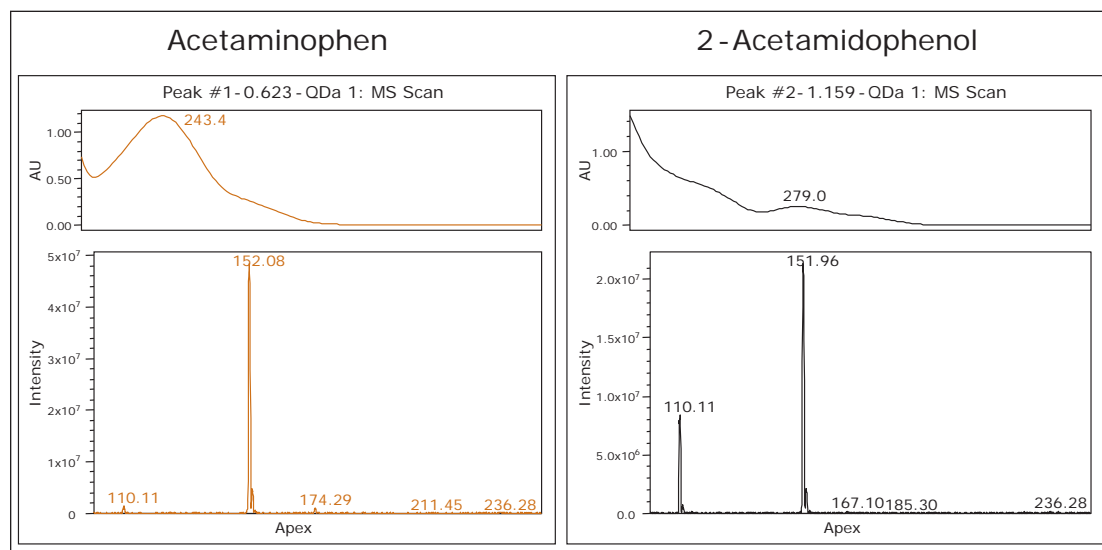 Acetaminophen
Peak #1-0.623-QDa 1: MS Scan
AU
1.00
0.50
0.00
243.4
Intensity
5x10⁷
4x10⁷
3x10⁷
2x10⁷
1x10⁷
0
152.08
110.11
174.29
211.45
236.28
Apex
2-Acetamidophenol
Peak #2-1.159-QDa 1: MS Scan
AU
1.00
0.00
279.0
Intensity
2.0x10⁷
1.5x10⁷
1.0x10⁷
5.0x10⁶
0.0
151.96
110.11
167.10
185.30
236.28
Apex